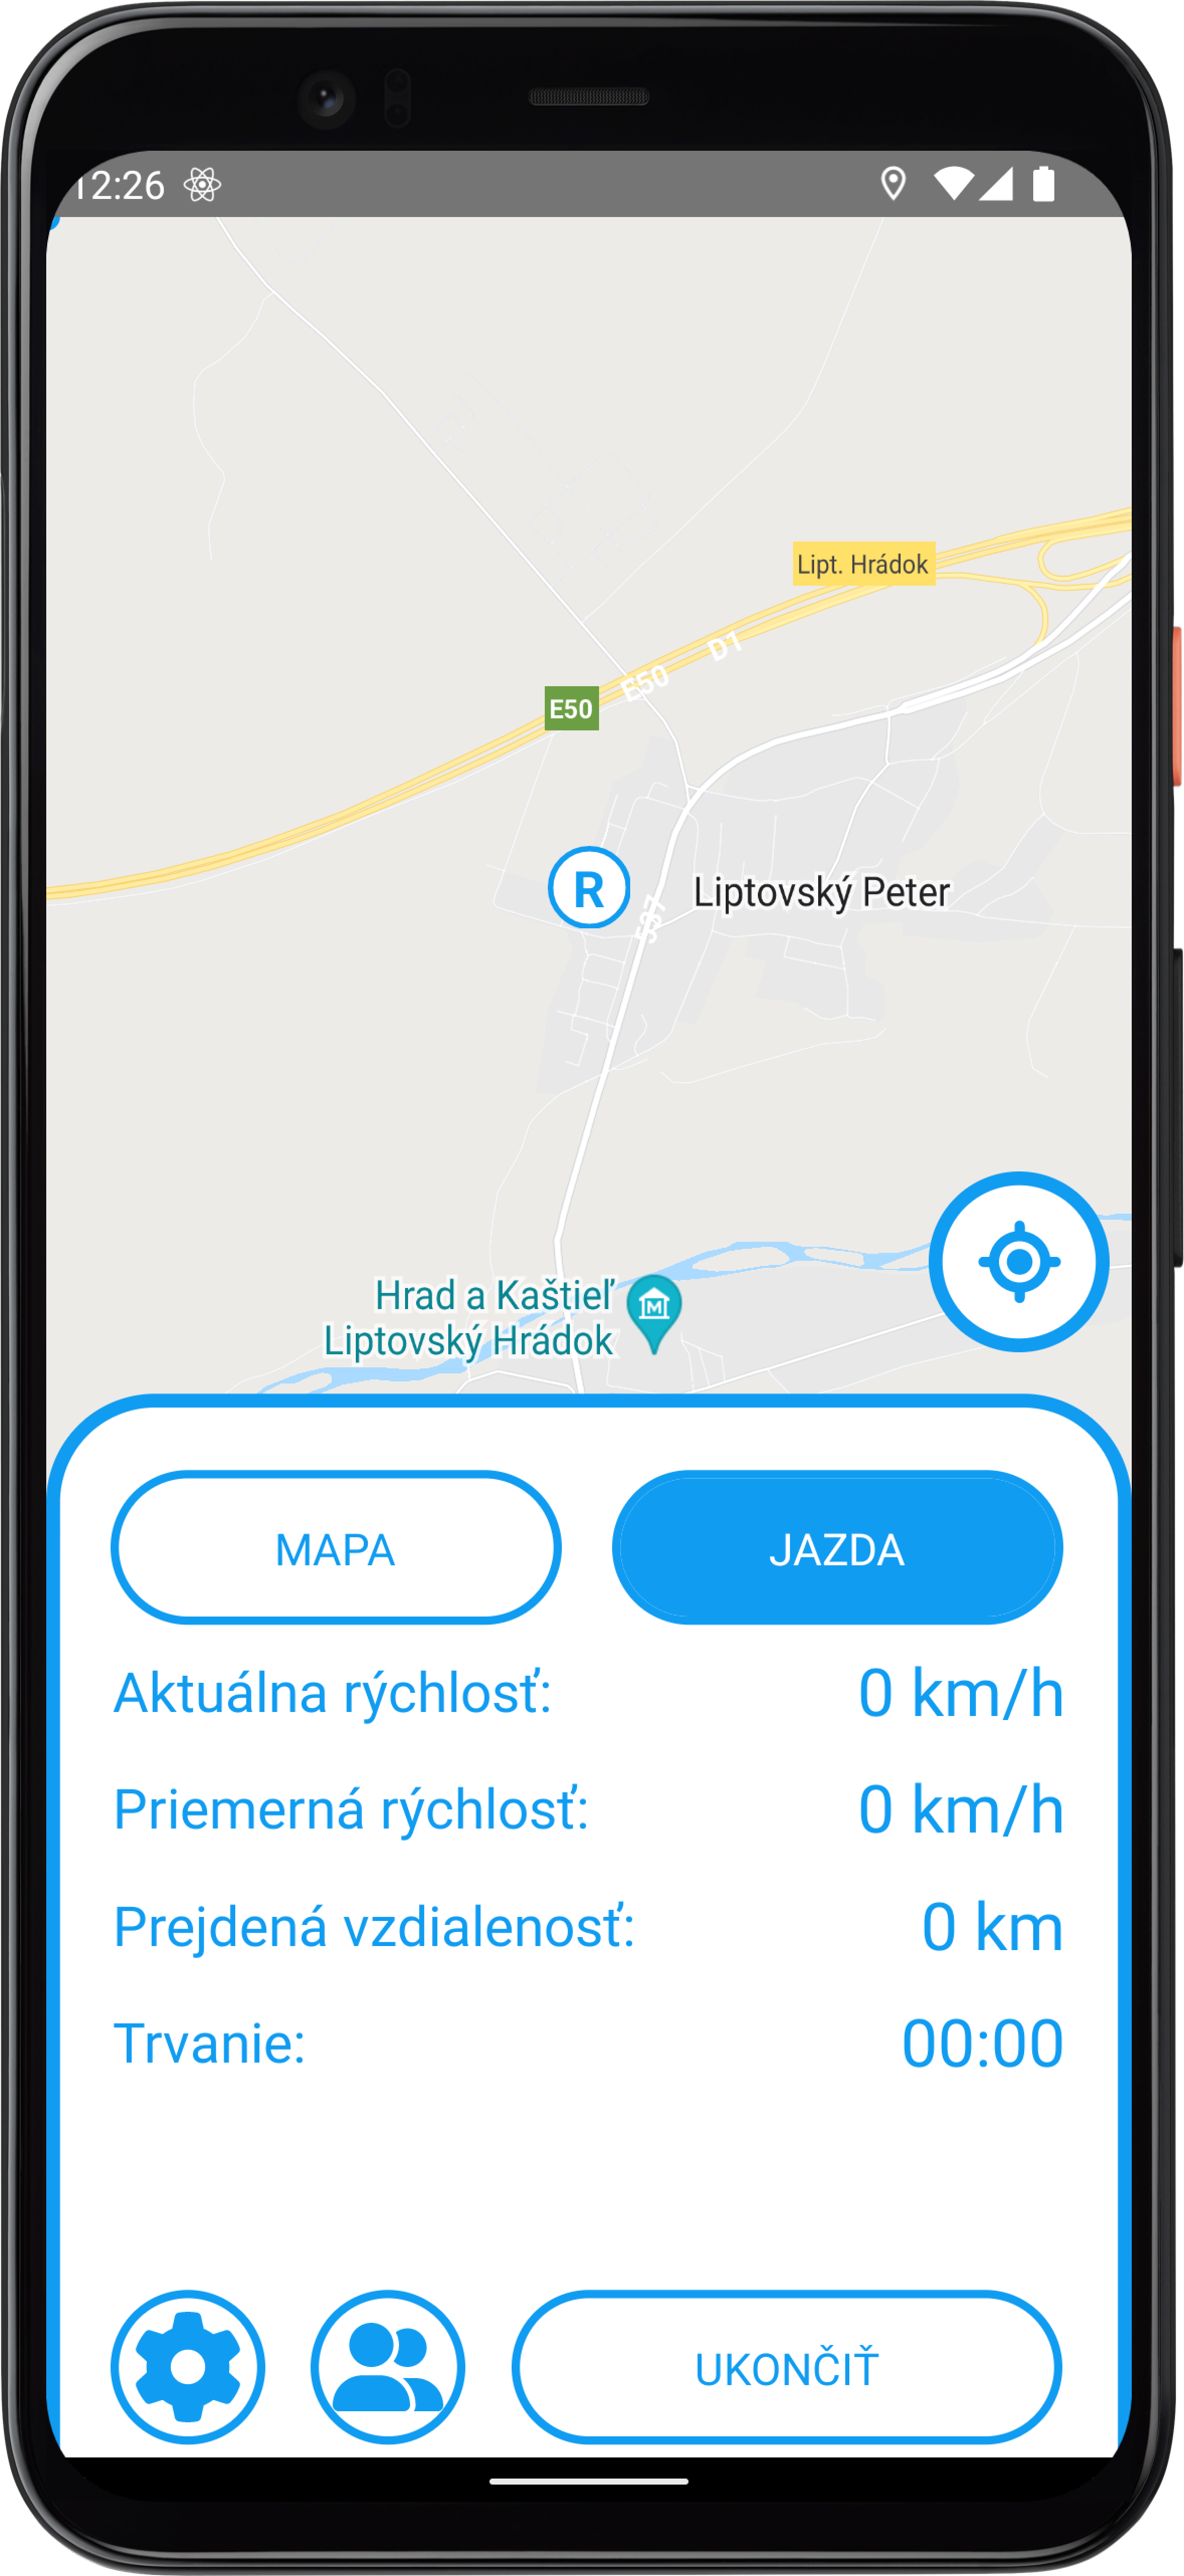 12:26
Lipt. Hrádok
D1
E50
E50
R
Liptovský Peter
537
Hrad a Kaštieľ
Liptovský Hrádok
M
MAPA
JAZDA
Aktuálna rýchlosť: 0 km/h
Priemerná rýchlosť: 0 km/h
Prejdená vzdialenosť: 0 km
Trvanie: 00:00
UKONČIŤ